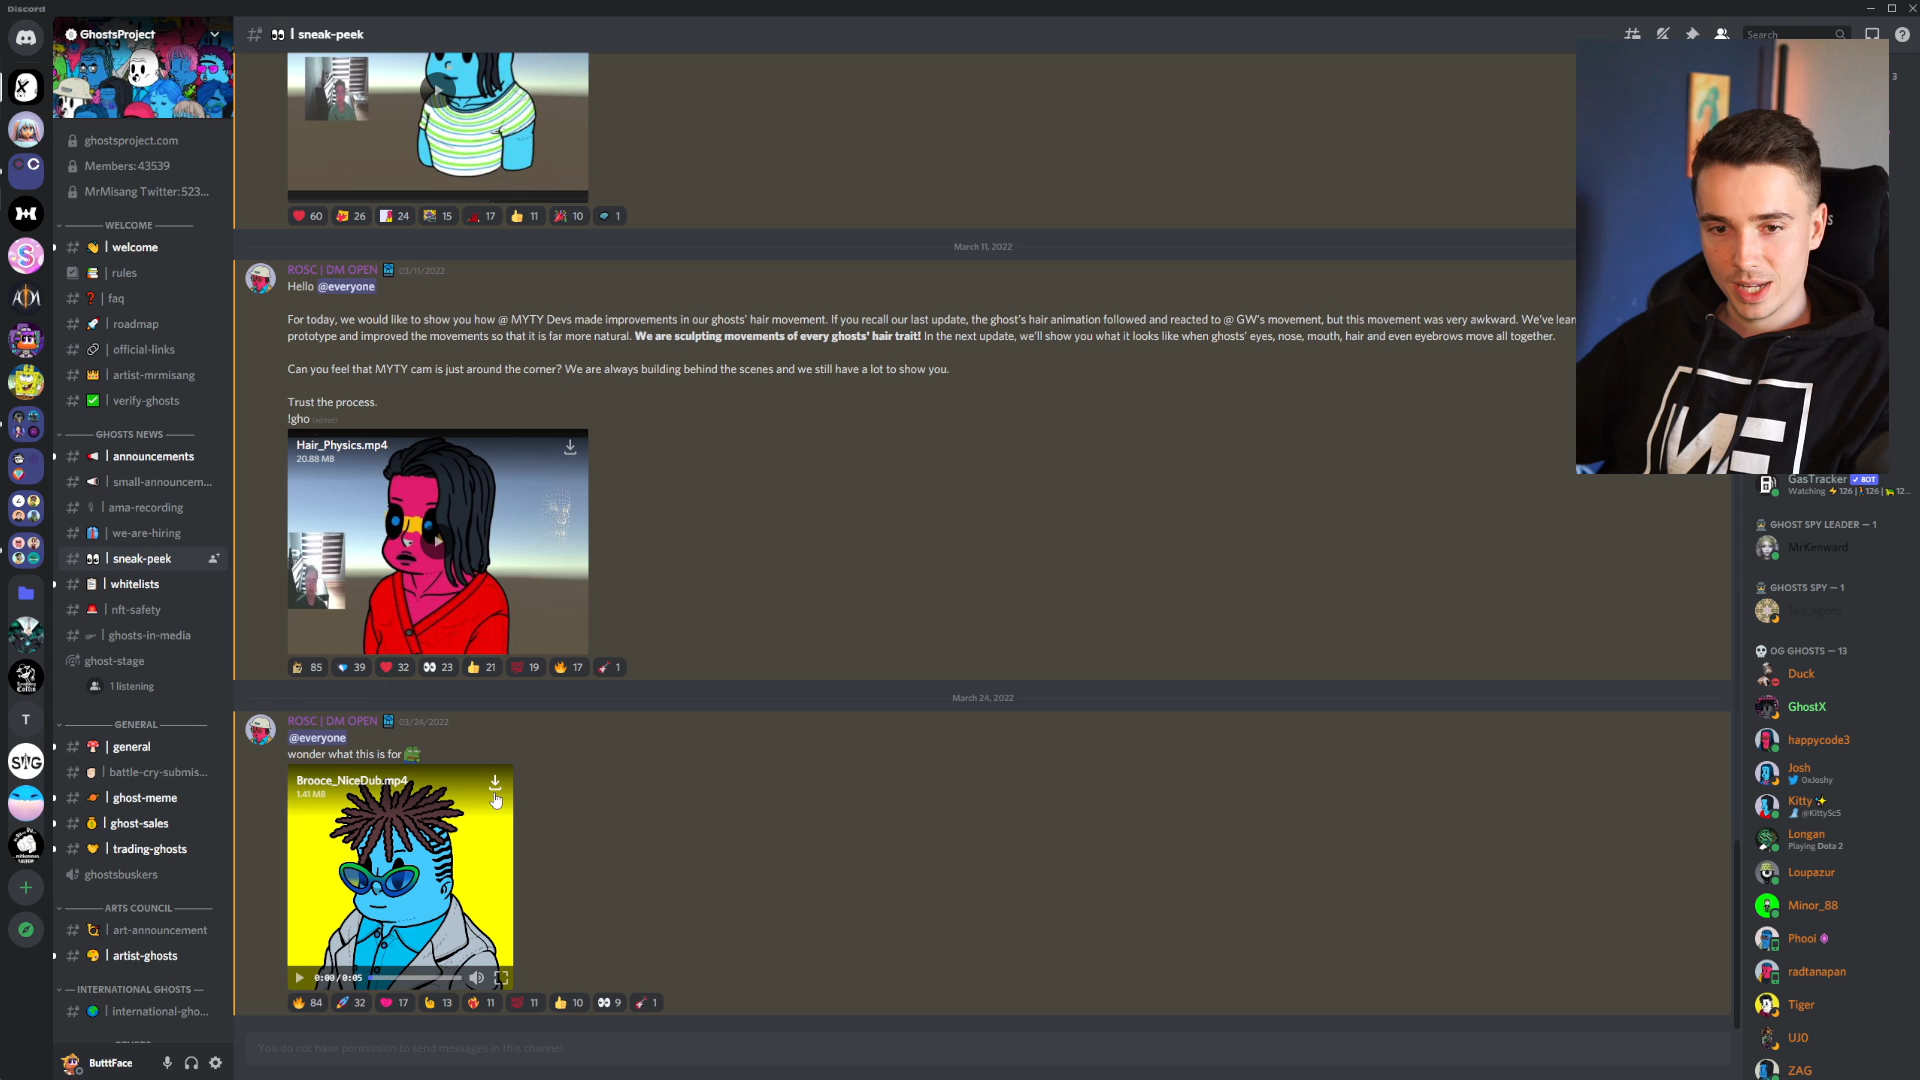 Discord
GhostsProject
ghostsproject.com
Members: 43539
MrMisang Twitter: 523...
WELCOME
welcome
rules
faq
roadmap
official-links
artist-mrmisang
verify-ghosts
GHOSTS NEWS
announcements
small-announcem...
ama-recording
we-are-hiring
sneak-peek
whitelists
nft-safety
ghosts-in-media
ghost-stage
1 listening
GENERAL
general
battle-cry-submis...
ghost-meme
ghost-sales
trading-ghosts
ghostsbuskers
ARTS COUNCIL
art-announcement
artist-ghosts
INTERNATIONAL GHOSTS
international-gho...
ButttFace
T
SVG
sneak-peek
Search
60 26 24 15 17 11 10 1
March 11, 2022
ROSC | DM OPEN 03/11/2022
Hello @everyone
For today, we would like to show you how @ MYTY Devs made improvements in our ghosts' hair movement. If you recall our last update, the ghost's hair animation followed and reacted to @ GW's movement, but this movement was very awkward. We've lear
prototype and improved the movements so that it is far more natural. We are sculpting movements of every ghosts' hair trait! In the next update, we'll show you what it looks like when ghosts' eyes, nose, mouth, hair and even eyebrows move all together.
Can you feel that MYTY cam is just around the corner? We are always building behind the scenes and we still have a lot to show you.
Trust the process.
!gho (edited)
Hair_Physics.mp4
20.88 MB
85 39 32 23 21 19 17 1
March 24, 2022
ROSC | DM OPEN 03/24/2022
@everyone
wonder what this is for
Brooce_NiceDub.mp4
1.41 MB
0:00/0:05
84 32 17 13 11 11 10 9 1
You do not have permission to send messages in this channel.
3
GasTracker BOT
Watching 126 | 126 | 12...
GHOST SPY LEADER — 1
MrKenward
GHOSTS SPY — 1
OG GHOSTS — 13
Duck
GhostX
happycode3
Josh
0xJoshy
Kitty
@KittySc5
Longan
Playing Dota 2
Loupazur
Minor_88
Phooi
radtanapan
Tiger
UJO
ZAG